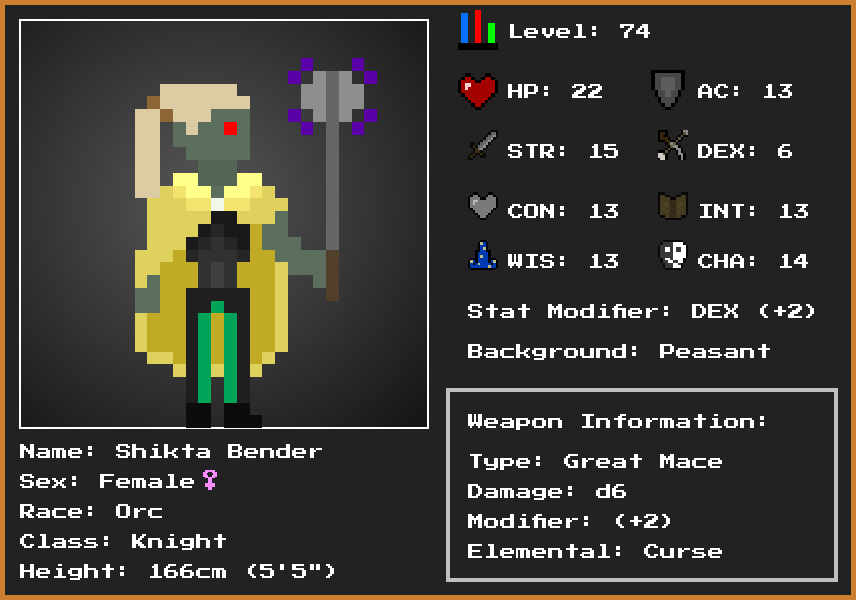 Level: 74
HP: 22
AC: 13
STR: 15
DEX: 6
CON: 13
INT: 13
WIS: 13
CHA: 14
Stat Modifier: DEX (+2)
Background: Peasant
Weapon Information:
Type: Great Mace
Damage: d6
Modifier: (+2)
Elemental: Curse
Name: Shikta Bender
Sex: Female♀
Race: Orc
Class: Knight
Height: 166cm (5'5")